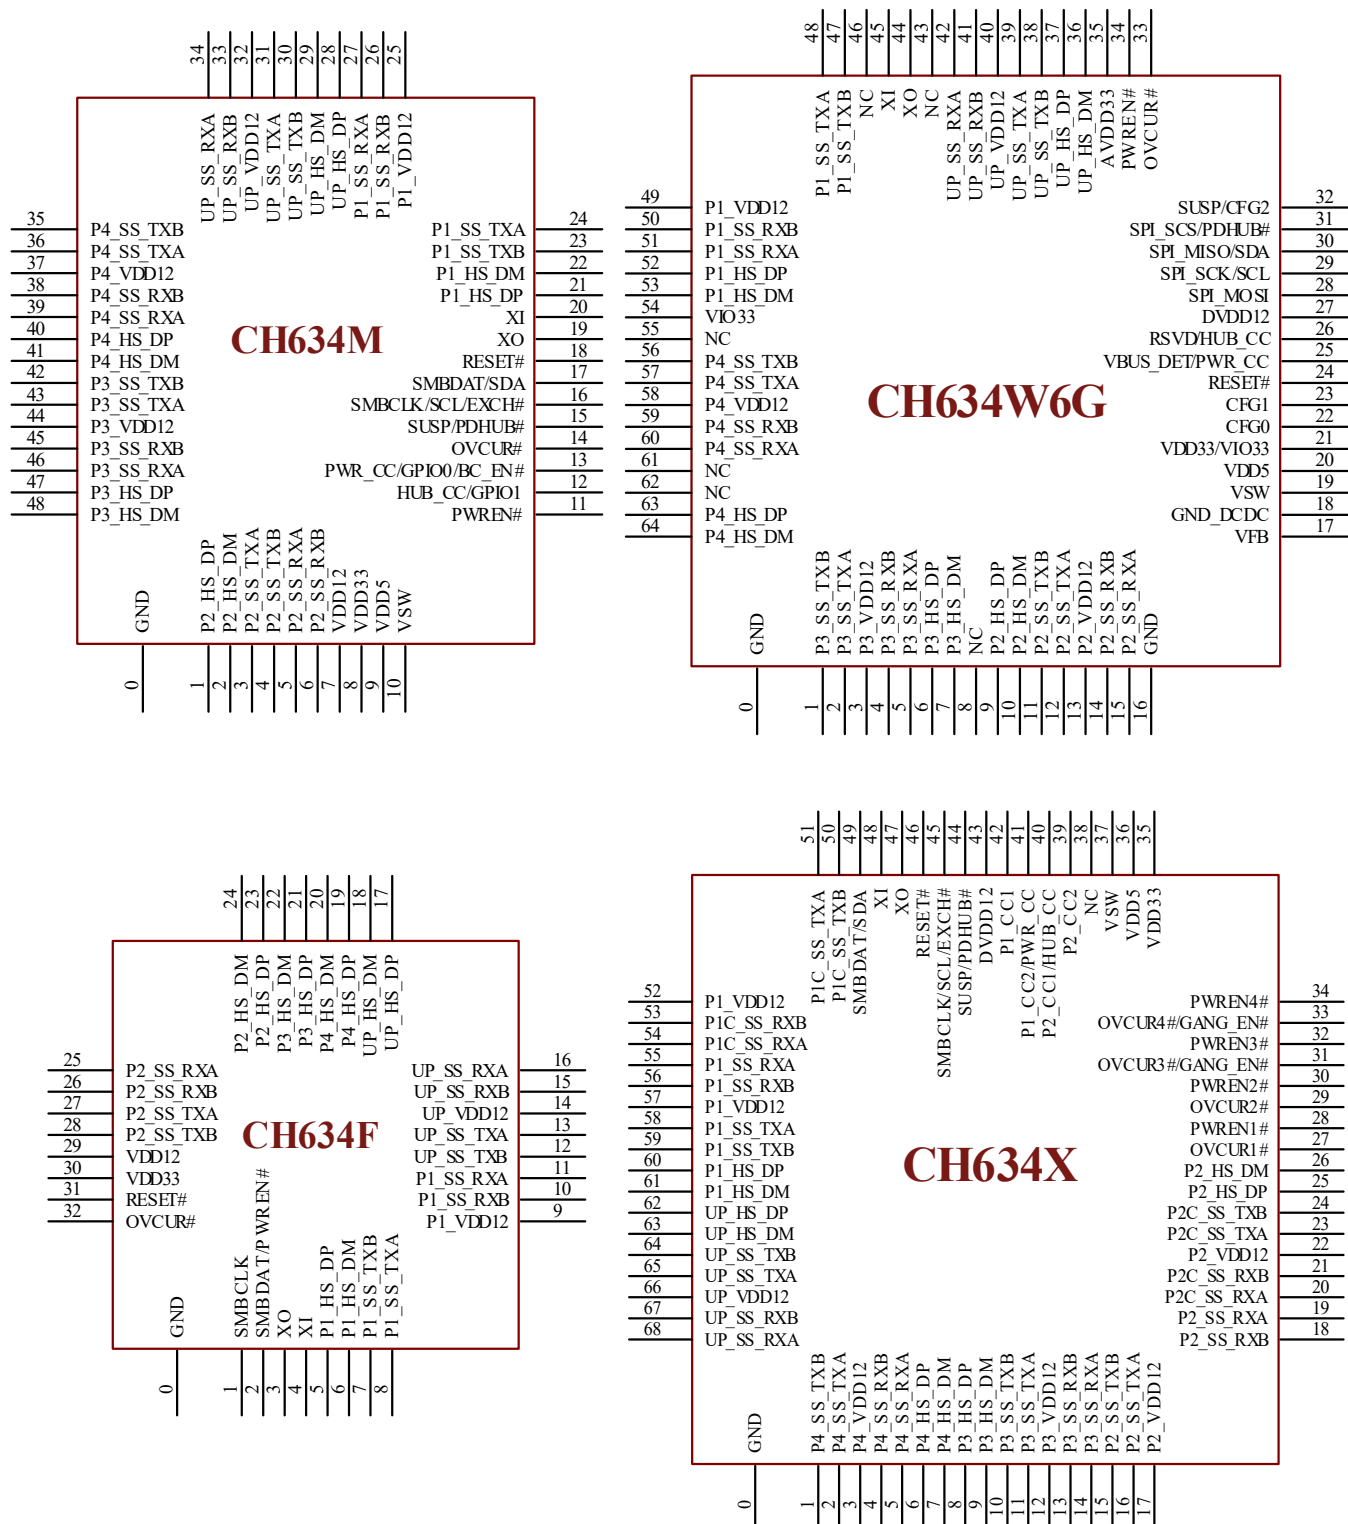 CH634M
34 UP_SS_RXA
33 UP_SS_RXB
32 UP_VDD12
31 UP_SS_TXA
30 UP_SS_TXB
29 UP_HS_DM
28 UP_HS_DP
27 P1_SS_RXA
26 P1_SS_RXB
25 P1_VDD12
35 P4_SS_TXB
36 P4_SS_TXA
37 P4_VDD12
38 P4_SS_RXB
39 P4_SS_RXA
40 P4_HS_DP
41 P4_HS_DM
42 P3_SS_TXB
43 P3_SS_TXA
44 P3_VDD12
45 P3_SS_RXB
46 P3_SS_RXA
47 P3_HS_DP
48 P3_HS_DM
P1_SS_TXA 24
P1_SS_TXB 23
P1_HS_DM 22
P1_HS_DP 21
XI 20
XO 19
RESET# 18
SMBDAT/SDA 17
SMBCLK/SCL/EXCH# 16
SUSP/PDHUB# 15
OVCUR# 14
PWR_CC/GPIO0/BC_EN# 13
HUB_CC/GPIO1 12
PWREN# 11
GND 0
P2_HS_DP 1
P2_HS_DM 2
P2_SS_TXA 3
P2_SS_TXB 4
P2_SS_RXA 5
P2_SS_RXB 6
VDD12 7
VDD33 8
VDD5 9
VSW 10
CH634W6G
48 P1_SS_TXA
47 P1_SS_TXB
46 NC
45 XI
44 XO
43 NC
42 UP_SS_RXA
41 UP_SS_RXB
40 UP_VDD12
39 UP_SS_TXA
38 UP_SS_TXB
37 UP_HS_DP
36 UP_HS_DM
35 AVDD33
34 PWREN#
33 OVCUR#
49 P1_VDD12
50 P1_SS_RXB
51 P1_SS_RXA
52 P1_HS_DP
53 P1_HS_DM
54 VIO33
55 NC
56 P4_SS_TXB
57 P4_SS_TXA
58 P4_VDD12
59 P4_SS_RXB
60 P4_SS_RXA
61 NC
62 NC
63 P4_HS_DP
64 P4_HS_DM
SUSP/CFG2 32
SPI_SCS/PDHUB# 31
SPI_MISO/SDA 30
SPI_SCK/SCL 29
SPI_MOSI 28
DVDD12 27
RSVD/HUB_CC 26
VBUS_DET/PWR_CC 25
RESET# 24
CFG1 23
CFG0 22
VDD33/VIO33 21
VDD5 20
VSW 19
GND_DCDC 18
VFB 17
GND 0
P3_SS_TXB 1
P3_SS_TXA 2
P3_VDD12 3
P3_SS_RXB 4
P3_SS_RXA 5
P3_HS_DP 6
P3_HS_DM 7
NC 8
P2_HS_DP 9
P2_HS_DM 10
P2_SS_TXB 11
P2_SS_TXA 12
P2_VDD12 13
P2_SS_RXB 14
P2_SS_RXA 15
GND 16
CH634F
24 P2_HS_DM
23 P2_HS_DP
22 P3_HS_DM
21 P3_HS_DP
20 P4_HS_DM
19 P4_HS_DP
18 UP_HS_DM
17 UP_HS_DP
25 P2_SS_RXA
26 P2_SS_RXB
27 P2_SS_TXA
28 P2_SS_TXB
29 VDD12
30 VDD33
31 RESET#
32 OVCUR#
UP_SS_RXA 16
UP_SS_RXB 15
UP_VDD12 14
UP_SS_TXA 13
UP_SS_TXB 12
P1_SS_RXA 11
P1_SS_RXB 10
P1_VDD12 9
GND 0
SMBCLK 1
SMBDAT/PWREN# 2
XO 3
XI 4
P1_HS_DP 5
P1_HS_DM 6
P1_SS_TXB 7
P1_SS_TXA 8
CH634X
51 P1C_SS_TXA
50 P1C_SS_TXB
49 SMBDAT/SDA
48 XI
47 XO
46 RESET#
45 SMBCLK/SCL/EXCH#
44 SUSP/PDHUB#
43 DVDD12
42 P1_CC1
41 P1_CC2/PWR_CC
40 P2_CC1/HUB_CC
39 P2_CC2
38 NC
37 VSW
36 VDD5
35 VDD33
52 P1_VDD12
53 P1C_SS_RXB
54 P1C_SS_RXA
55 P1_SS_RXA
56 P1_SS_RXB
57 P1_VDD12
58 P1_SS_TXA
59 P1_SS_TXB
60 P1_HS_DP
61 P1_HS_DM
62 UP_HS_DP
63 UP_HS_DM
64 UP_SS_TXB
65 UP_SS_TXA
66 UP_VDD12
67 UP_SS_RXB
68 UP_SS_RXA
PWREN4# 34
OVCUR4#/GANG_EN# 33
PWREN3# 32
OVCUR3#/GANG_EN# 31
PWREN2# 30
OVCUR2# 29
PWREN1# 28
OVCUR1# 27
P2_HS_DM 26
P2_HS_DP 25
P2C_SS_TXB 24
P2C_SS_TXA 23
P2_VDD12 22
P2C_SS_RXB 21
P2C_SS_RXA 20
P2_SS_RXA 19
P2_SS_RXB 18
GND 0
P4_SS_TXB 1
P4_SS_TXA 2
P4_VDD12 3
P4_SS_RXB 4
P4_SS_RXA 5
P4_HS_DP 6
P4_HS_DM 7
P3_HS_DP 8
P3_HS_DM 9
P3_SS_TXB 10
P3_SS_TXA 11
P3_VDD12 12
P3_SS_RXB 13
P3_SS_RXA 14
P2_SS_TXB 15
P2_SS_TXA 16
P2_VDD12 17